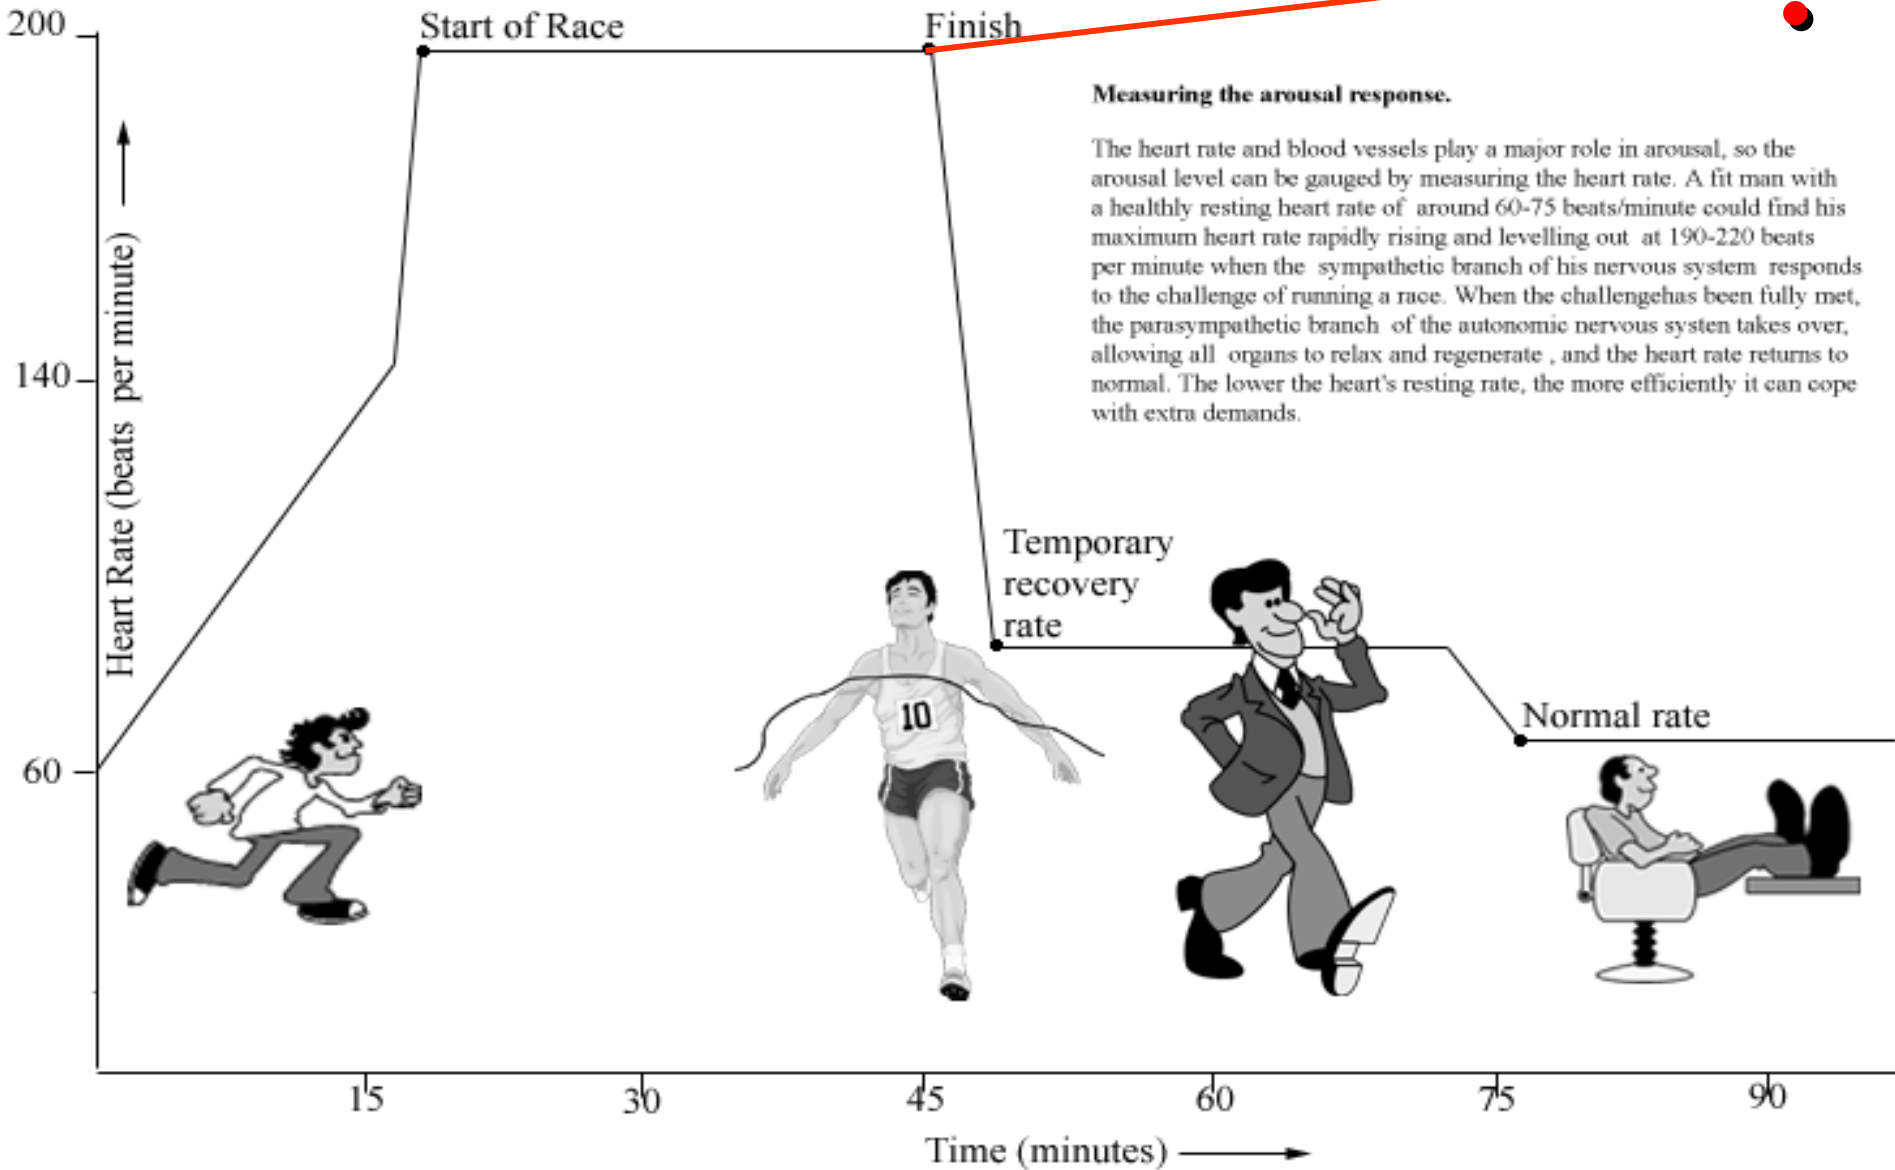 200
Start of Race
Finish
Measuring the arousal response.
The heart rate and blood vessels play a major role in arousal, so the
arousal level can be gauged by measuring the heart rate. A fit man with
a healthly resting heart rate of around 60-75 beats/minute could find his
maximum heart rate rapidly rising and levelling out at 190-220 beats
per minute when the sympathetic branch of his nervous system responds
to the challenge of running a race. When the challengehas been fully met,
the parasympathetic branch of the autonomic nervous systen takes over,
allowing all organs to relax and regenerate , and the heart rate returns to
normal. The lower the heart's resting rate, the more efficiently it can cope
with extra demands.
Heart Rate (beats per minute)
140
Temporary
recovery
rate
10
Normal rate
60
15
30
45
60
75
90
Time (minutes)